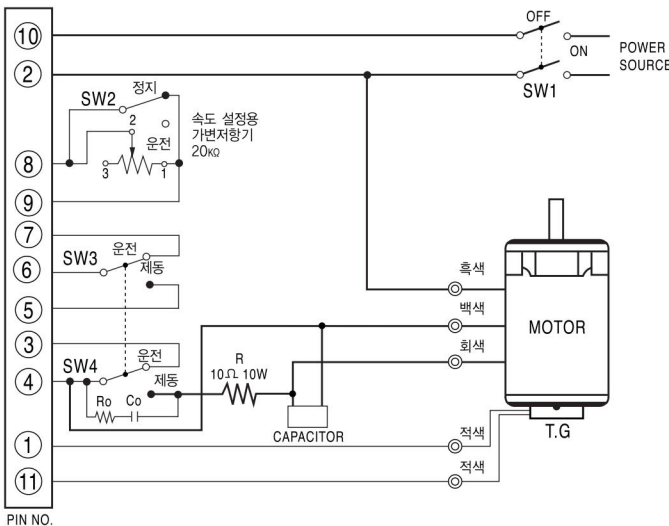 OFF
10
ON
POWER
SOURCE
2
SW1
정지
SW2
2
속도 설정용
가변저항기
20KΩ
운전
8
3
1
9
7
SW3
운전
제동
6
흑색
5
백색
MOTOR
3
회색
SW4
운전
R
10Ω 10W
4
제동
Ro
Co
CAPACITOR
1
적색
T.G
11
적색
PIN NO.